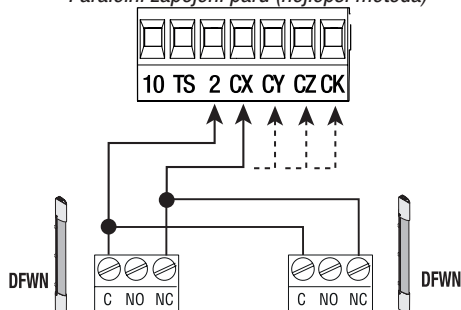 Paralelní zapojení páru (nejlepší metoda)
10 TS 2 CX CY CZ CK
DFWN
DFWN
C NO NC
C NO NC